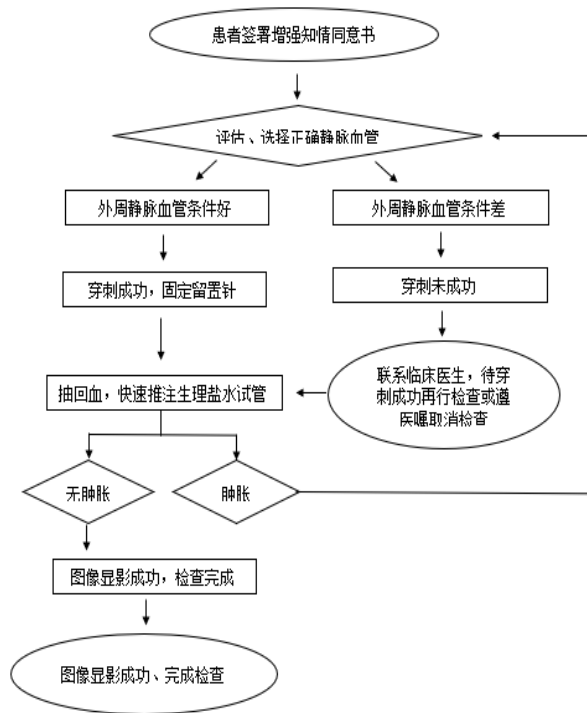 患者签署增强知情同意书
评估、选择正确静脉血管
外周静脉血管条件好
外周静脉血管条件差
穿刺成功，固定留置针
穿刺未成功
联系临床医生，待穿
刺成功再行检查或遵
医嘱取消检查
抽回血，快速推注生理盐水试管
无肿胀
肿胀
图像显影成功，检查完成
图像显影成功、完成检查